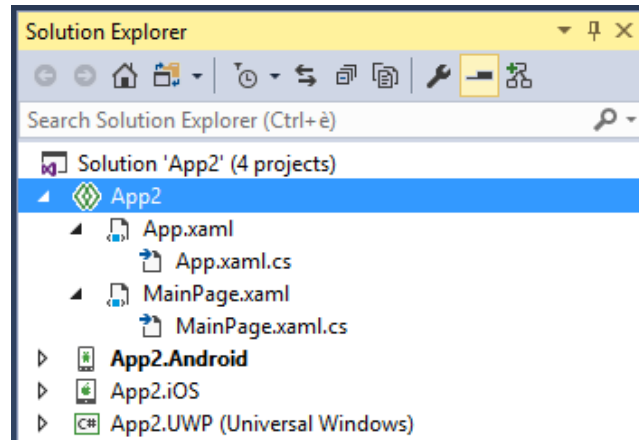 Solution Explorer
Search Solution Explorer (Ctrl+è)
Solution 'App2' (4 projects)
App2
App.xaml
App.xaml.cs
MainPage.xaml
MainPage.xaml.cs
App2.Android
App2.iOS
C# App2.UWP (Universal Windows)